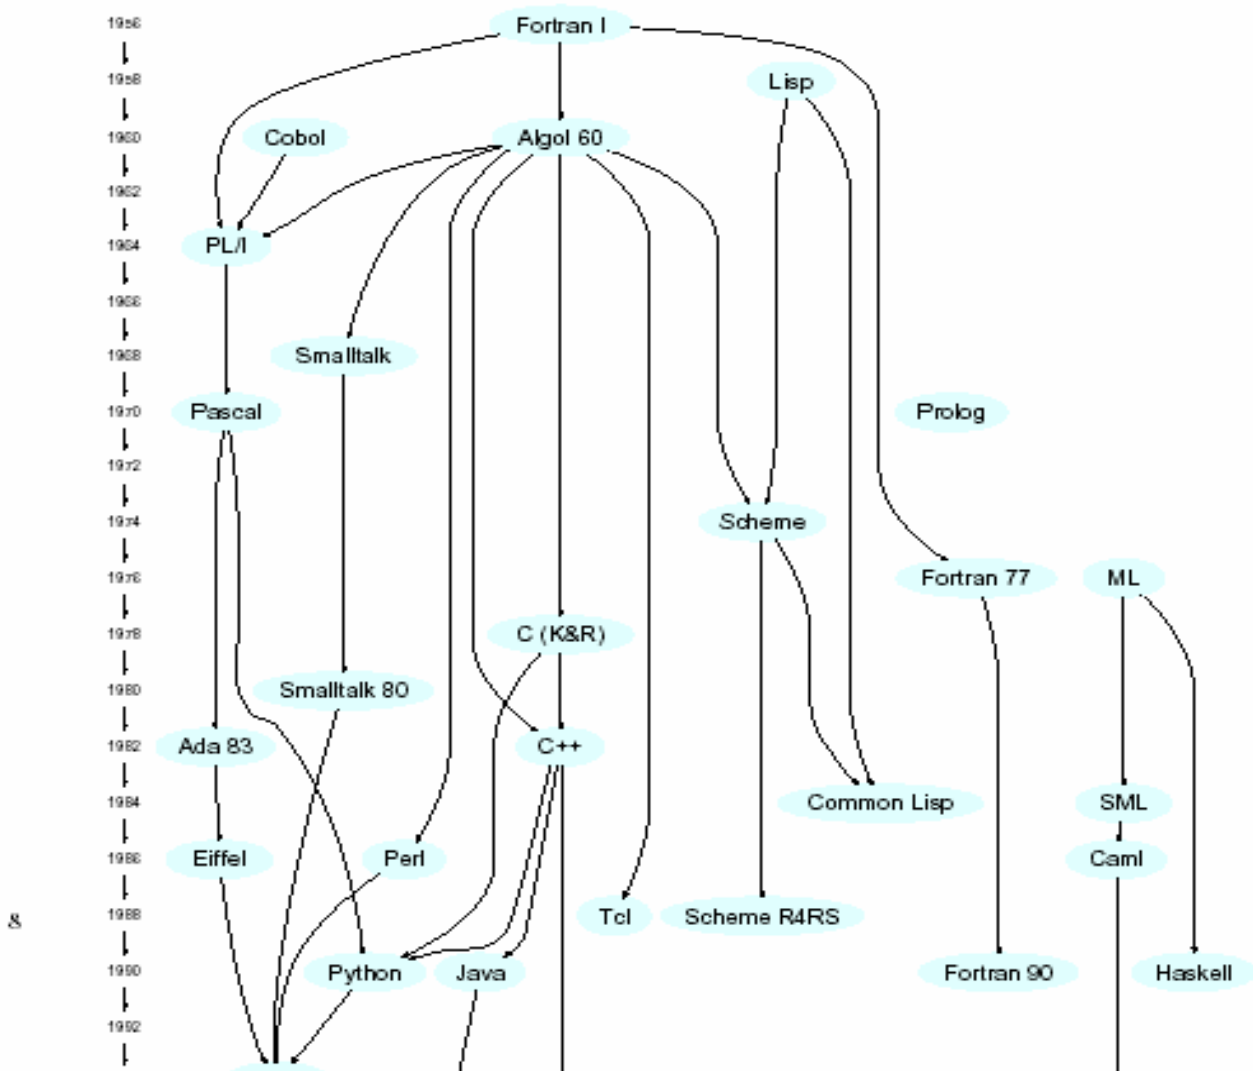 1956 Fortran I
1958 Lisp
1960 Cobol Algol 60
1962
1964 PL/I
1966
1968 Smalltalk
1970 Pascal Prolog
1972
1974 Scheme
1976 Fortran 77 ML
1978 C (K&R)
1980 Smalltalk 80
1982 Ada 83 C++
1984 Common Lisp SML
1986 Eiffel Perl Caml
8
1988 Tcl Scheme R4RS
1990 Python Java Fortran 90 Haskell
1992